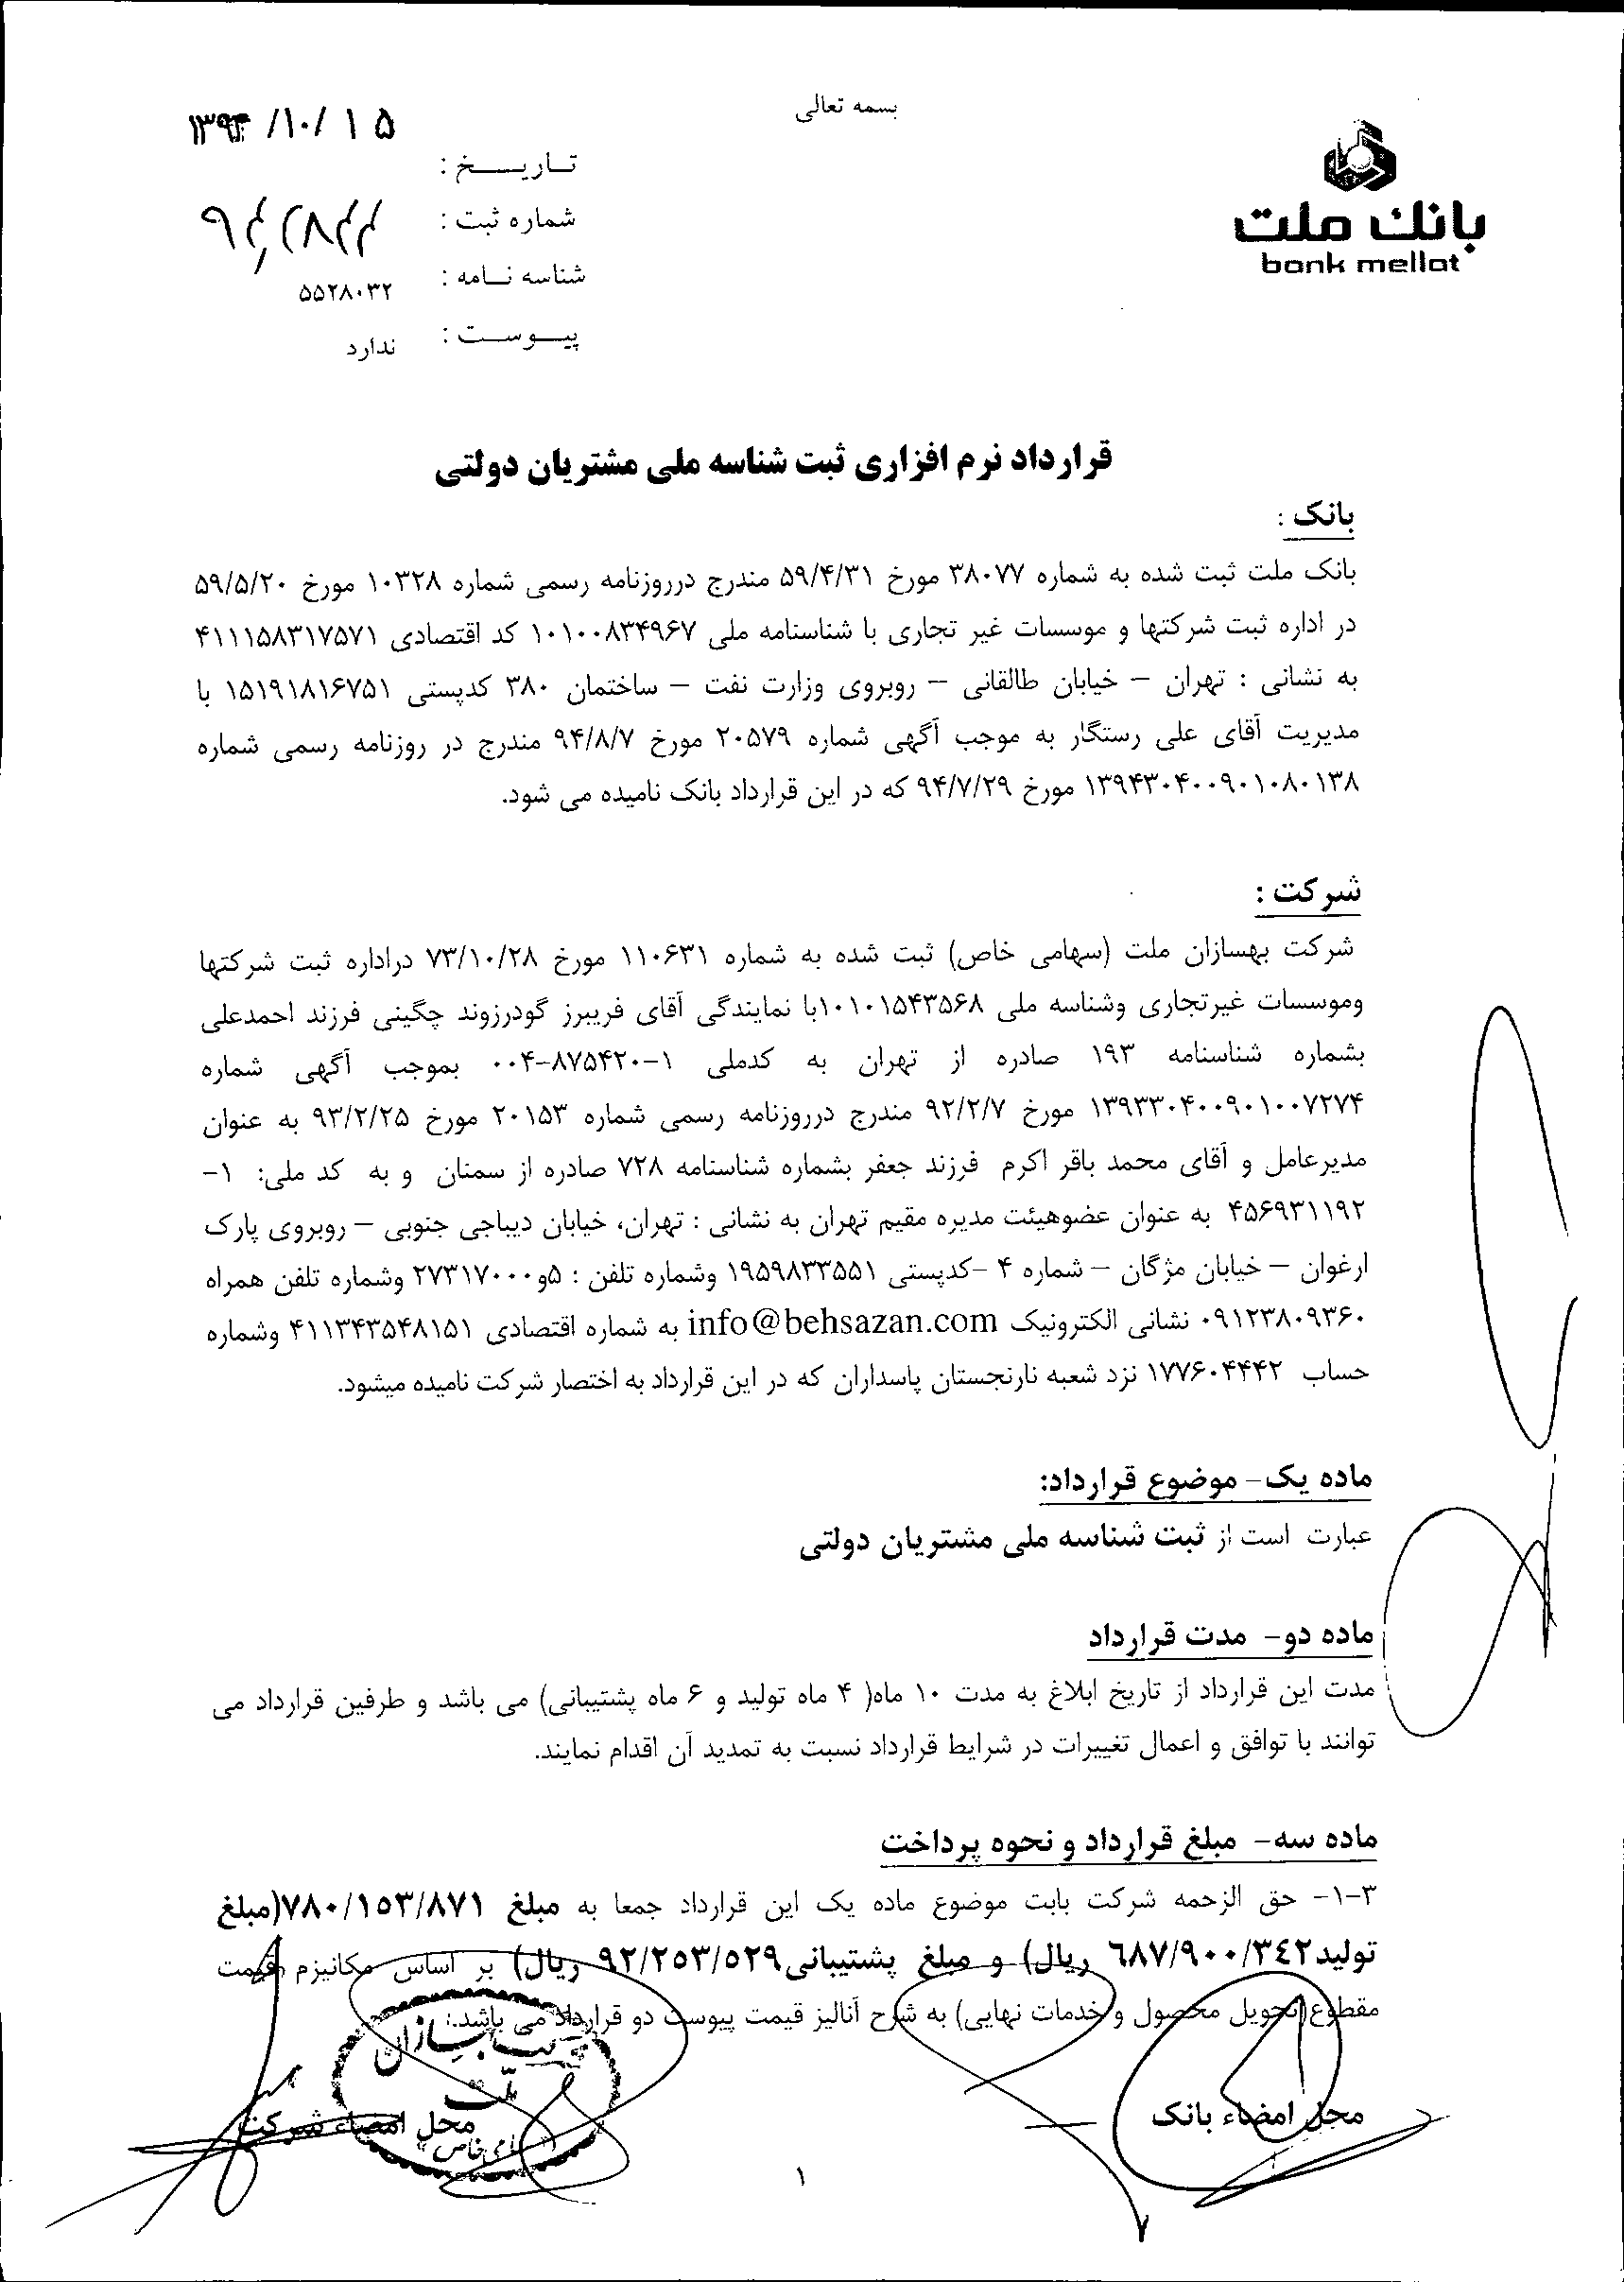 بسمه تعالی
بانک ملت
bank mellat
۱۳۹۴/۱۰/۱۵
تاریخ :
شماره ثبت :
شناسه نامه : ۵۵۲۸۰۳۲
پیوست : ندارد
قرارداد نرم افزاری ثبت شناسه ملی مشتریان دولتی
بانک :
بانک ملت ثبت شده به شماره ۳۸۰۷۷ مورخ ۵۹/۴/۳۱ مندرج درروزنامه رسمی شماره ۱۰۳۲۸ مورخ ۵۹/۵/۲۰
در اداره ثبت شرکتها و موسسات غیر تجاری با شناسنامه ملی ۱۰۱۰۰۸۳۴۹۶۷ کد اقتصادی ۴۱۱۱۵۸۳۱۷۵۷۱
به نشانی : تهران – خیابان طالقانی – روبروی وزارت نفت – ساختمان ۳۸۰ کدپستی ۱۵۱۹۱۸۱۶۷۵۱ با
مدیریت آقای علی رستگار به موجب آگهی شماره ۲۰۵۷۹ مورخ ۹۴/۸/۷ مندرج در روزنامه رسمی شماره
۱۳۹۴۳۰۴۰۰۹۰۱۰۸۰۱۳۸ مورخ ۹۴/۷/۲۹ که در این قرارداد بانک نامیده می شود.
شرکت :
شرکت بهسازان ملت (سهامی خاص) ثبت شده به شماره ۱۱۰۶۳۱ مورخ ۷۳/۱۰/۲۸ دراداره ثبت شرکتها
وموسسات غیرتجاری وشناسه ملی ۱۰۱۰۱۵۴۳۵۶۸با نمایندگی آقای فریبرز گودرزوند چگینی فرزند احمدعلی
بشماره شناسنامه ۱۹۳ صادره از تهران به کدملی ۱-۸۷۵۴۲۰-۰۰۴ بموجب آگهی شماره
۱۳۹۳۳۰۴۰۰۹۰۱۰۰۷۲۷۴ مورخ ۹۲/۲/۷ مندرج درروزنامه رسمی شماره ۲۰۱۵۳ مورخ ۹۳/۲/۲۵ به عنوان
مدیرعامل و آقای محمد باقر اکرم فرزند جعفر بشماره شناسنامه ۷۲۸ صادره از سمنان و به کد ملی: ۱-
۴۵۶۹۳۱۱۹۲ به عنوان عضوهیئت مدیره مقیم تهران به نشانی : تهران، خیابان دیباجی جنوبی – روبروی پارک
ارغوان – خیابان مژگان – شماره ۴ –کدپستی ۱۹۵۹۸۳۳۵۵۱ وشماره تلفن : ۵و۲۷۳۱۷۰۰۰ وشماره تلفن همراه
۰۹۱۲۳۸۰۹۳۶۰ نشانی الکترونیک info@behsazan.com به شماره اقتصادی ۴۱۱۳۴۳۵۴۸۱۵۱ وشماره
حساب ۱۷۷۶۰۴۴۴۲ نزد شعبه نارنجستان پاسداران که در این قرارداد به اختصار شرکت نامیده میشود.
ماده یک- موضوع قرارداد:
عبارت است از ثبت شناسه ملی مشتریان دولتی
ماده دو- مدت قرارداد
مدت این قرارداد از تاریخ ابلاغ به مدت ۱۰ ماه( ۴ ماه تولید و ۶ ماه پشتیبانی) می باشد و طرفین قرارداد می
توانند با توافق و اعمال تغییرات در شرایط قرارداد نسبت به تمدید آن اقدام نمایند.
ماده سه- مبلغ قرارداد و نحوه پرداخت
۳-۱- حق الزحمه شرکت بابت موضوع ماده یک این قرارداد جمعا به مبلغ ۷۸۰/۱۵۳/۸۷۱(مبلغ
تولید۶۸۷/۹۰۰/۳۴۲ ریال) و مبلغ پشتیبانی۹۲/۲۵۳/۵۲۹ ریال) بر اساس مکانیزم قیمت
مقطوع(تحویل محصول و خدمات نهایی) به شرح آنالیز قیمت پیوست دو قرارداد می باشد.:
محل امضاء بانک
محل امضاء شرکت
۱